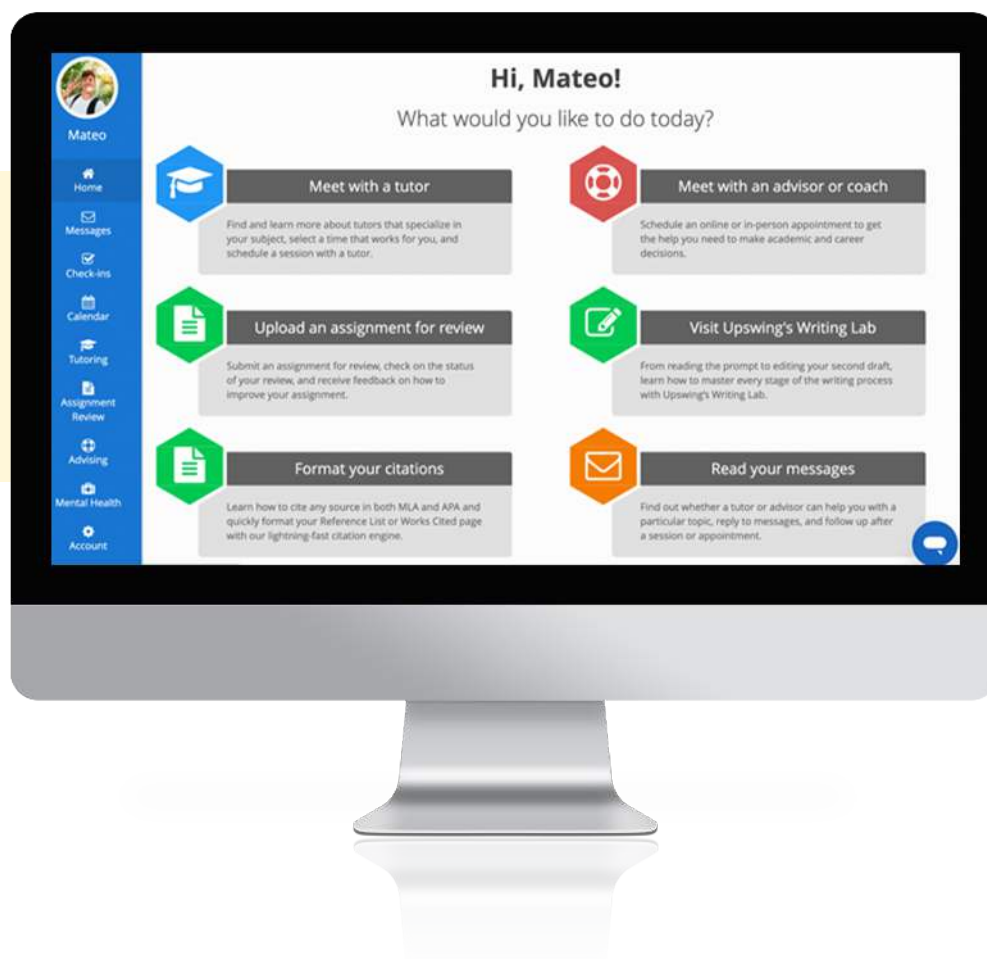 Hi, Mateo!
What would you like to do today?
Mateo
Home
Messages
Check-ins
Calendar
Tutoring
Assignment
Review
Advising
Mental Health
Account
Meet with a tutor
Find and learn more about tutors that specialize in
your subject, select a time that works for you, and
schedule a session with a tutor.
Meet with an advisor or coach
Schedule an online or in-person appointment to get
the help you need to make academic and career
decisions.
Upload an assignment for review
Submit an assignment for review, check on the status
of your review, and receive feedback on how to
improve your assignment.
Visit Upswing's Writing Lab
From reading the prompt to editing your second draft,
learn how to master every stage of the writing process
with Upswing's Writing Lab.
Format your citations
Learn how to cite any source in both MLA and APA and
quickly format your Reference List or Works Cited page
with our lightning-fast citation engine.
Read your messages
Find out whether a tutor or advisor can help you with a
particular topic, reply to messages, and follow up after
a session or appointment.